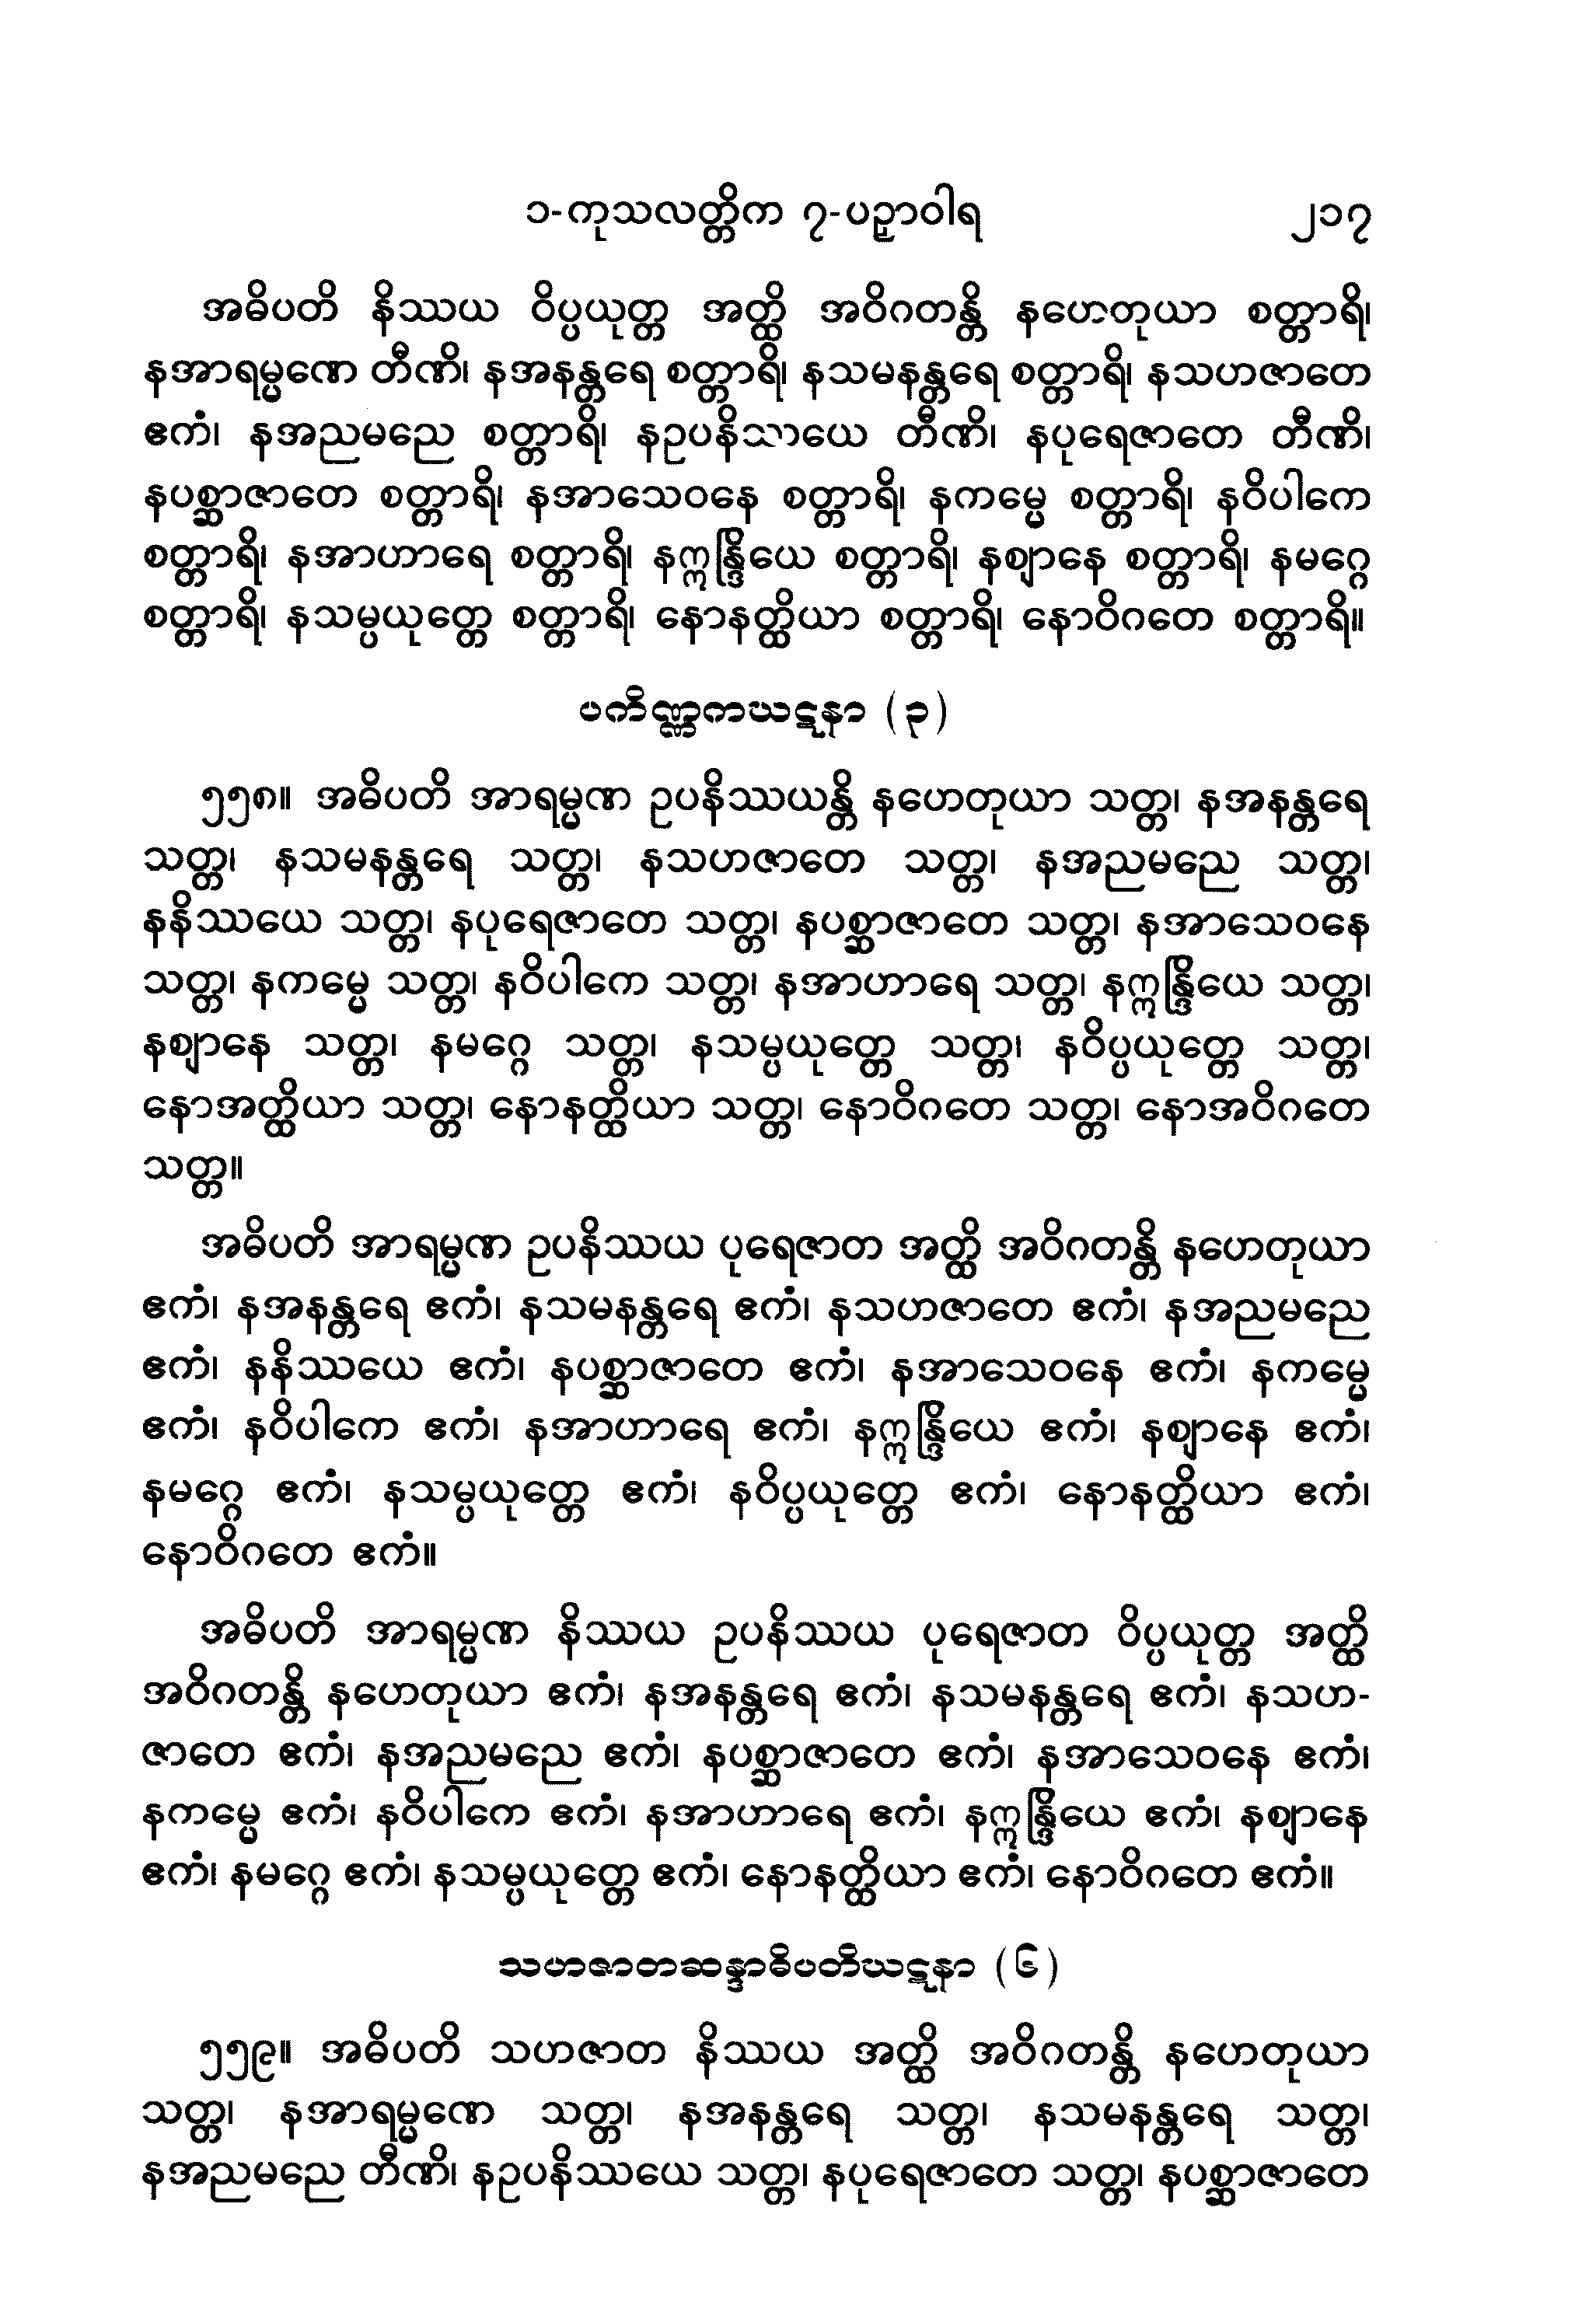 ၁-ကုသလတ္တိက ၇-ပဉှာဝါရ ၂၁၇
အဓိပတိ နိဿယ ဝိပ္ပယုတ္တ အတ္ထိ အဝိဂတန္တိ နဟေတုယာ စတ္တာရိ၊
နအာရမ္မဏေ တီဏိ၊ နအနန္တရေ စတ္တာရိ၊ နသမနန္တရေ စတ္တာရိ၊ နသဟဇာတေ
ဧကံ၊ နအညမညေ စတ္တာရိ၊ နဥပနိသာယေ တီဏိ၊ နပုရေဇာတေ တီဏိ၊
နပစ္ဆာဇာတေ စတ္တာရိ၊ နအာသေဝနေ စတ္တာရိ၊ နကမ္မေ စတ္တာရိ၊ နဝိပါကေ
စတ္တာရိ၊ နအာဟာရေ စတ္တာရိ၊ နဣန္ဒြိယေ စတ္တာရိ၊ နဈာနေ စတ္တာရိ၊ နမဂ္ဂေ
စတ္တာရိ၊ နသမ္ပယုတ္တေ စတ္တာရိ၊ နောနတ္ထိယာ စတ္တာရိ၊ နောဝိဂတေ စတ္တာရိ။
ပကိဏ္ဏကဃဋနာ (၃)
၅၅၈။ အဓိပတိ အာရမ္မဏ ဥပနိဿယန္တိ နဟေတုယာ သတ္တ၊ နအနန္တရေ
သတ္တ၊ နသမနန္တရေ သတ္တ၊ နသဟဇာတေ သတ္တ၊ နအညမညေ သတ္တ၊
နနိဿယေ သတ္တ၊ နပုရေဇာတေ သတ္တ၊ နပစ္ဆာဇာတေ သတ္တ၊ နအာသေဝနေ
သတ္တ၊ နကမ္မေ သတ္တ၊ နဝိပါကေ သတ္တ၊ နအာဟာရေ သတ္တ၊ နဣန္ဒြိယေ သတ္တ၊
နဈာနေ သတ္တ၊ နမဂ္ဂေ သတ္တ၊ နသမ္ပယုတ္တေ သတ္တ၊ နဝိပ္ပယုတ္တေ သတ္တ၊
နောအတ္ထိယာ သတ္တ၊ နောနတ္ထိယာ သတ္တ၊ နောဝိဂတေ သတ္တ၊ နောအဝိဂတေ
သတ္တ။
အဓိပတိ အာရမ္မဏ ဥပနိဿယ ပုရေဇာတ အတ္ထိ အဝိဂတန္တိ နဟေတုယာ
ဧကံ၊ နအနန္တရေ ဧကံ၊ နသမနန္တရေ ဧကံ၊ နသဟဇာတေ ဧကံ၊ နအညမညေ
ဧကံ၊ နနိဿယေ ဧကံ၊ နပစ္ဆာဇာတေ ဧကံ၊ နအာသေဝနေ ဧကံ၊ နကမ္မေ
ဧကံ၊ နဝိပါကေ ဧကံ၊ နအာဟာရေ ဧကံ၊ နဣန္ဒြိယေ ဧကံ၊ နဈာနေ ဧကံ၊
နမဂ္ဂေ ဧကံ၊ နသမ္ပယုတ္တေ ဧကံ၊ နဝိပ္ပယုတ္တေ ဧကံ၊ နောနတ္ထိယာ ဧကံ၊
နောဝိဂတေ ဧကံ။
အဓိပတိ အာရမ္မဏ နိဿယ ဥပနိဿယ ပုရေဇာတ ဝိပ္ပယုတ္တ အတ္ထိ
အဝိဂတန္တိ နဟေတုယာ ဧကံ၊ နအနန္တရေ ဧကံ၊ နသမနန္တရေ ဧကံ၊ နသဟ-
ဇာတေ ဧကံ၊ နအညမညေ ဧကံ၊ နပစ္ဆာဇာတေ ဧကံ၊ နအာသေဝနေ ဧကံ၊
နကမ္မေ ဧကံ၊ နဝိပါကေ ဧကံ၊ နအာဟာရေ ဧကံ၊ နဣန္ဒြိယေ ဧကံ၊ နဈာနေ
ဧကံ၊ နမဂ္ဂေ ဧကံ၊ နသမ္ပယုတ္တေ ဧကံ၊ နောနတ္ထိယာ ဧကံ၊ နောဝိဂတေ ဧကံ။
သဟဇာတဆန္ဒာဓိပတိဃဋနာ (၆)
၅၅၉။ အဓိပတိ သဟဇာတ နိဿယ အတ္ထိ အဝိဂတန္တိ နဟေတုယာ
သတ္တ၊ နအာရမ္မဏေ သတ္တ၊ နအနန္တရေ သတ္တ၊ နသမနန္တရေ သတ္တ၊
နအညမညေ တီဏိ၊ နဥပနိဿယေ သတ္တ၊ နပုရေဇာတေ သတ္တ၊ နပစ္ဆာဇာတေ